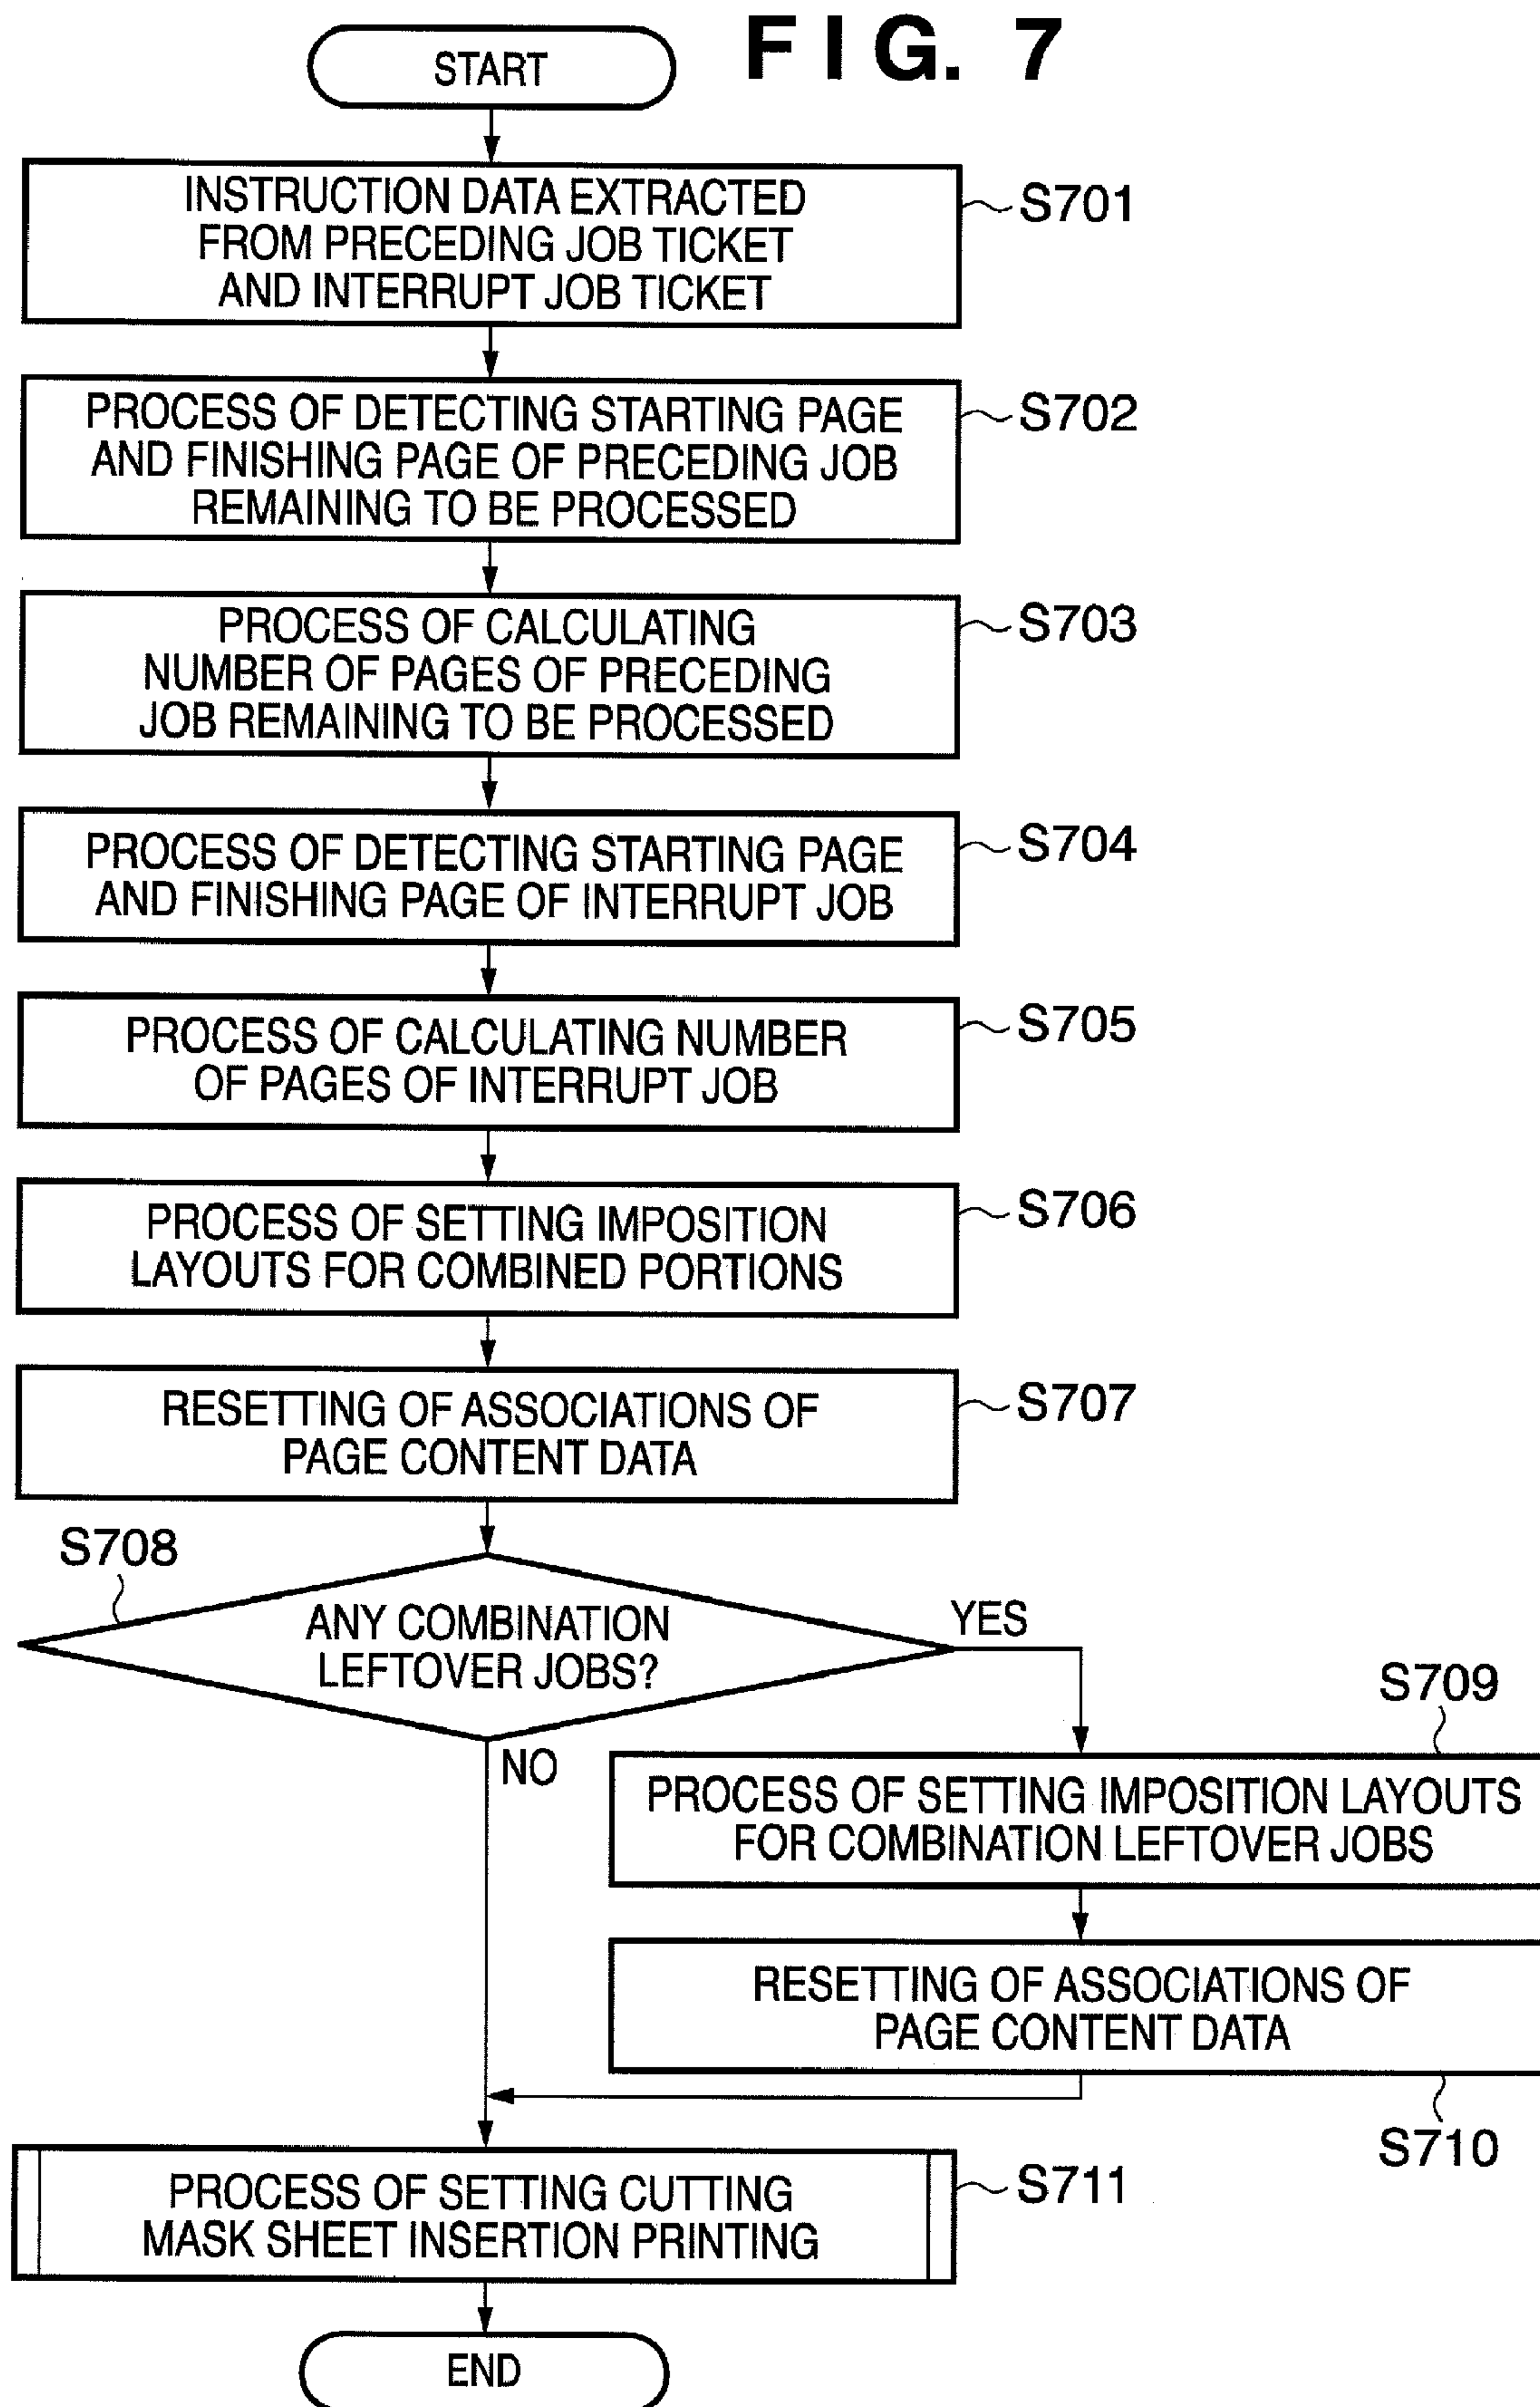 FIG. 7
START
INSTRUCTION DATA EXTRACTED
FROM PRECEDING JOB TICKET
AND INTERRUPT JOB TICKET
S701
PROCESS OF DETECTING STARTING PAGE
AND FINISHING PAGE OF PRECEDING JOB
REMAINING TO BE PROCESSED
S702
PROCESS OF CALCULATING
NUMBER OF PAGES OF PRECEDING
JOB REMAINING TO BE PROCESSED
S703
PROCESS OF DETECTING STARTING PAGE
AND FINISHING PAGE OF INTERRUPT JOB
S704
PROCESS OF CALCULATING NUMBER
OF PAGES OF INTERRUPT JOB
S705
PROCESS OF SETTING IMPOSITION
LAYOUTS FOR COMBINED PORTIONS
S706
RESETTING OF ASSOCIATIONS OF
PAGE CONTENT DATA
S707
S708
ANY COMBINATION
LEFTOVER JOBS?
YES
NO
S709
PROCESS OF SETTING IMPOSITION LAYOUTS
FOR COMBINATION LEFTOVER JOBS
RESETTING OF ASSOCIATIONS OF
PAGE CONTENT DATA
S710
PROCESS OF SETTING CUTTING
MASK SHEET INSERTION PRINTING
S711
END